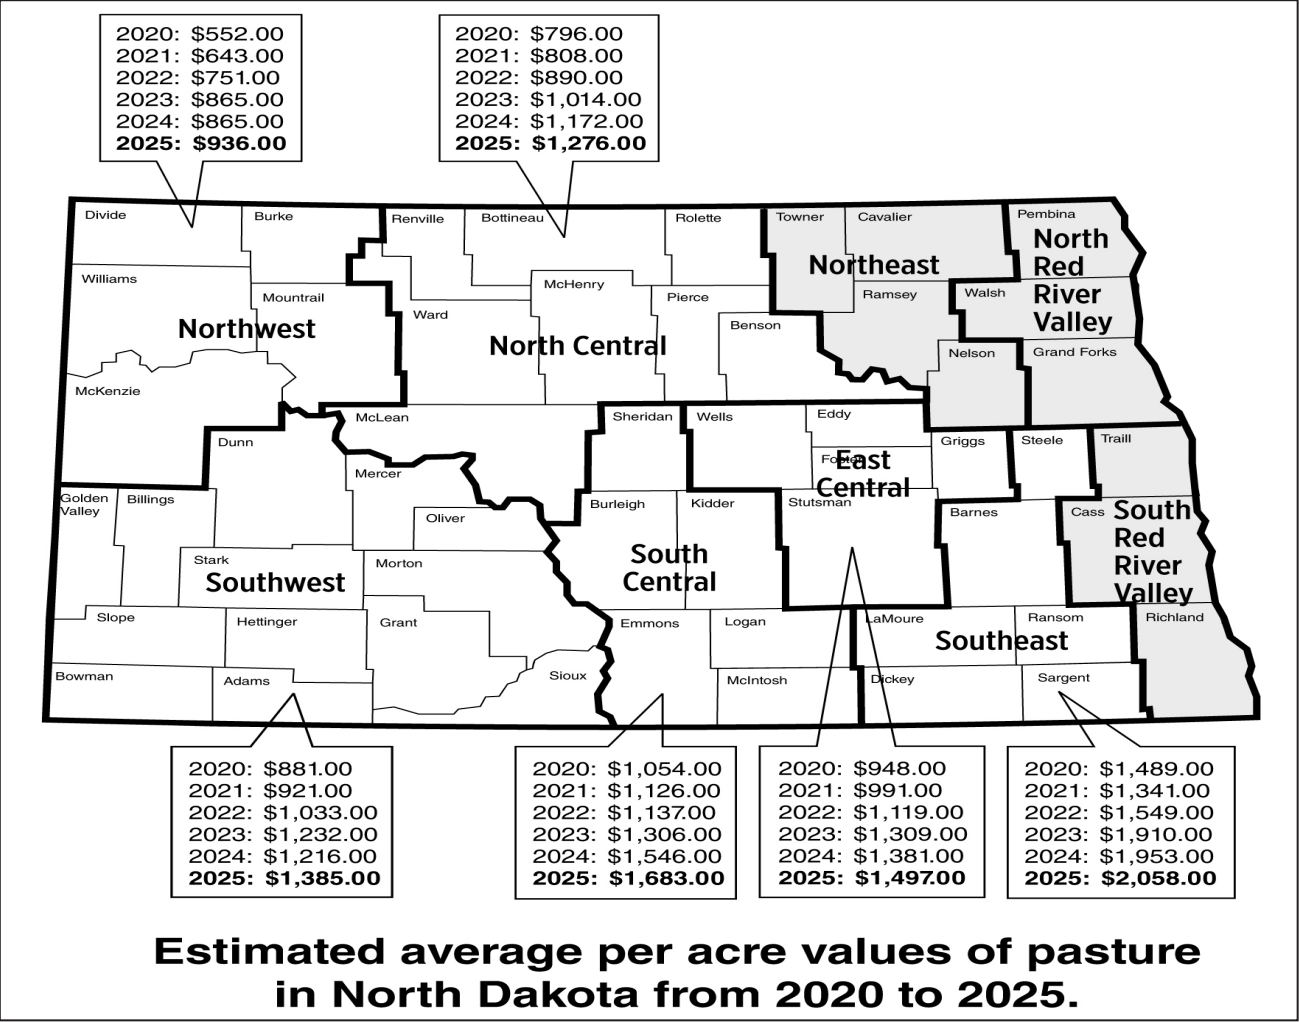 2020: $552.00
2021: $643.00
2022: $751.00
2023: $865.00
2024: $865.00
2025: $936.00
2020: $796.00
2021: $808.00
2022: $890.00
2023: $1,014.00
2024: $1,172.00
2025: $1,276.00
Divide
Burke
Renville
Bottineau
Rolette
Towner
Cavalier
Pembina
North
Red
River
Valley
Northeast
Williams
Mountrail
McHenry
Pierce
Ramsey
Walsh
Ward
Benson
Northwest
North Central
Nelson
Grand Forks
McKenzie
McLean
Sheridan
Wells
Eddy
Dunn
Griggs
Steele
Traill
Foster
East
Central
Mercer
Golden
Valley
Billings
Oliver
Burleigh
Kidder
Stutsman
Barnes
Cass
South
Red
River
Valley
Stark
Southwest
Morton
South
Central
Slope
Hettinger
Grant
Emmons
Logan
LaMoure
Ransom
Richland
Southeast
Bowman
Adams
Sioux
McIntosh
Dickey
Sargent
2020: $881.00
2021: $921.00
2022: $1,033.00
2023: $1,232.00
2024: $1,216.00
2025: $1,385.00
2020: $1,054.00
2021: $1,126.00
2022: $1,137.00
2023: $1,306.00
2024: $1,546.00
2025: $1,683.00
2020: $948.00
2021: $991.00
2022: $1,119.00
2023: $1,309.00
2024: $1,381.00
2025: $1,497.00
2020: $1,489.00
2021: $1,341.00
2022: $1,549.00
2023: $1,910.00
2024: $1,953.00
2025: $2,058.00
Estimated average per acre values of pasture
in North Dakota from 2020 to 2025.